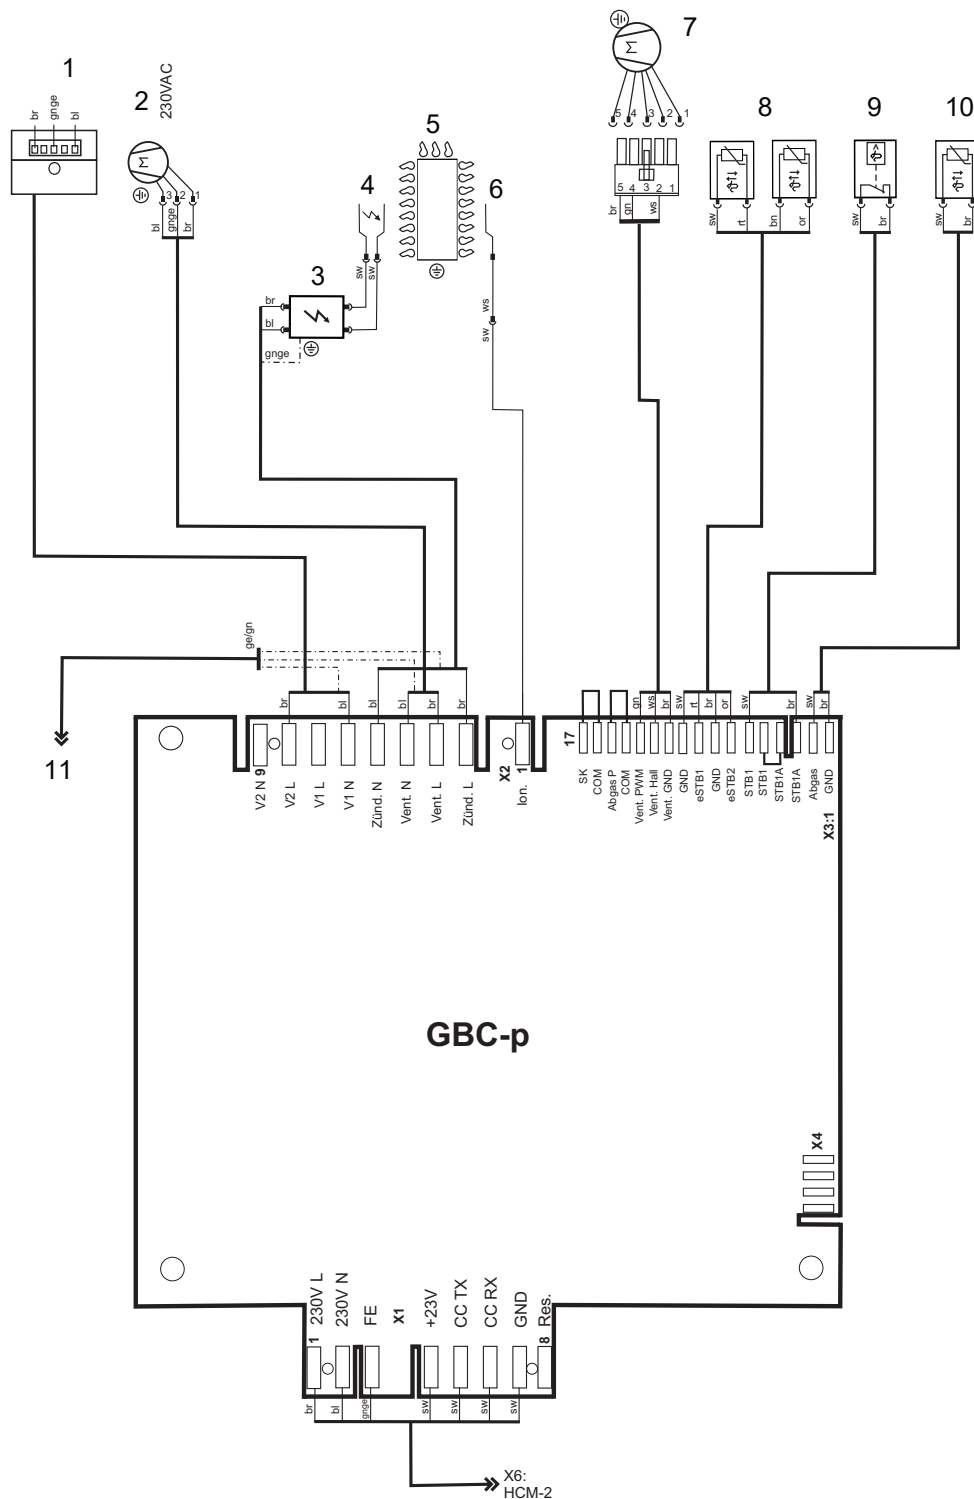 1
2
230VAC
3
4
5
6
7
8
9
10
br
gnge
bl
Σ
3
2
1
bl
gnge
br
br
bl
gnge
sw
sw
ws
sw
Σ
5
4
3
2
1
5 4 3 2 1
br
gn
ws
sw
rt
bn
or
sw
br
sw
br
ge/gn
11
br
bl
bl
bl
br
br
gn
ws
br
sw
rt
br
or
sw
br
sw
br
9
V2 N
V2 L
V1 L
V1 N
Zünd. N
Vent. N
Vent. L
Zünd. L
X2
1
Ion.
17
SK
COM
Abgas P
COM
Vent. PWM
Vent. Hall
Vent. GND
GND
eSTB1
GND
eSTB2
STB1
STB1
STB1A
STB1A
Abgas
GND
X3:1
GBC-p
X4
1
230V L
230V N
FE
X1
+23V
CC TX
CC RX
GND
8
Res.
br
bl
gnge
sw
sw
sw
sw
X6:
HCM-2